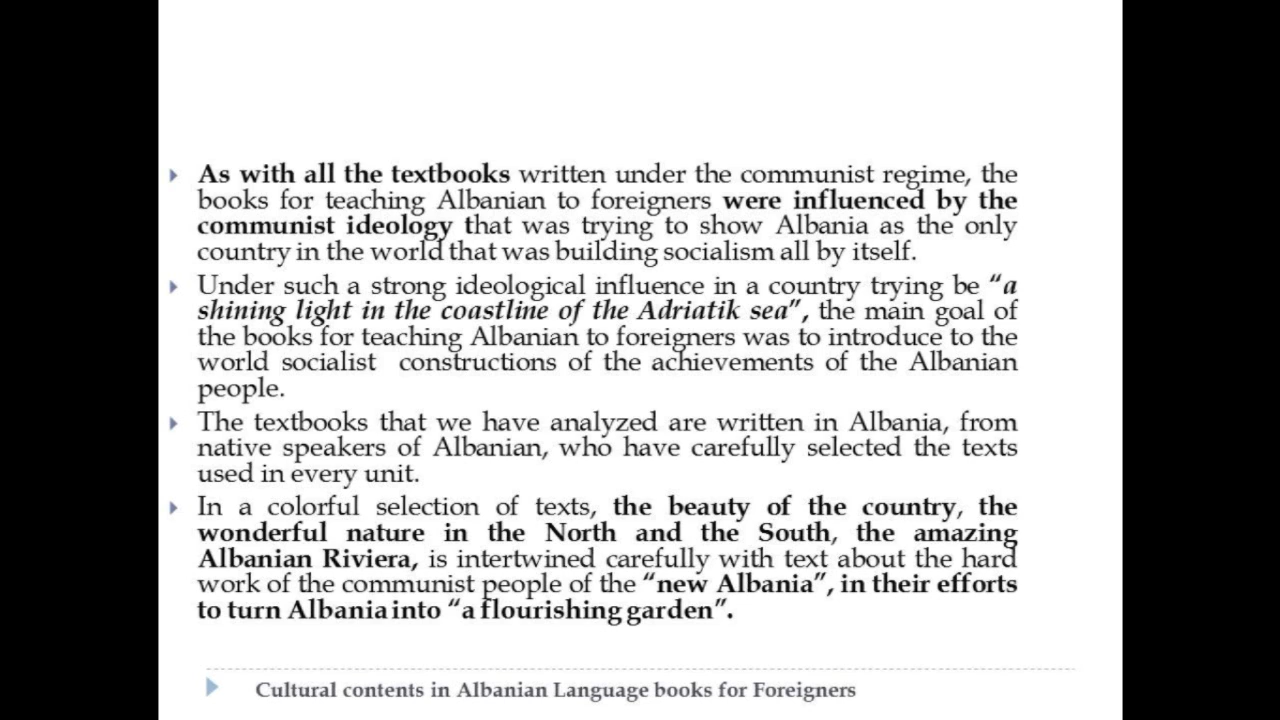 As with all the textbooks written under the communist regime, the
books for teaching Albanian to foreigners were influenced by the
communist ideology that was trying to show Albania as the only
country in the world that was building socialism all by itself.
Under such a strong ideological influence in a country trying be “a
shining light in the coastline of the Adriatik sea”, the main goal of
the books for teaching Albanian to foreigners was to introduce to the
world socialist constructions of the achievements of the Albanian
people.
The textbooks that we have analyzed are written in Albania, from
native speakers of Albanian, who have carefully selected the texts
used in every unit.
In a colorful selection of texts, the beauty of the country, the
wonderful nature in the North and the South, the amazing
Albanian Riviera, is intertwined carefully with text about the hard
work of the communist people of the “new Albania”, in their efforts
to turn Albania into “a flourishing garden”.
Cultural contents in Albanian Language books for Foreigners